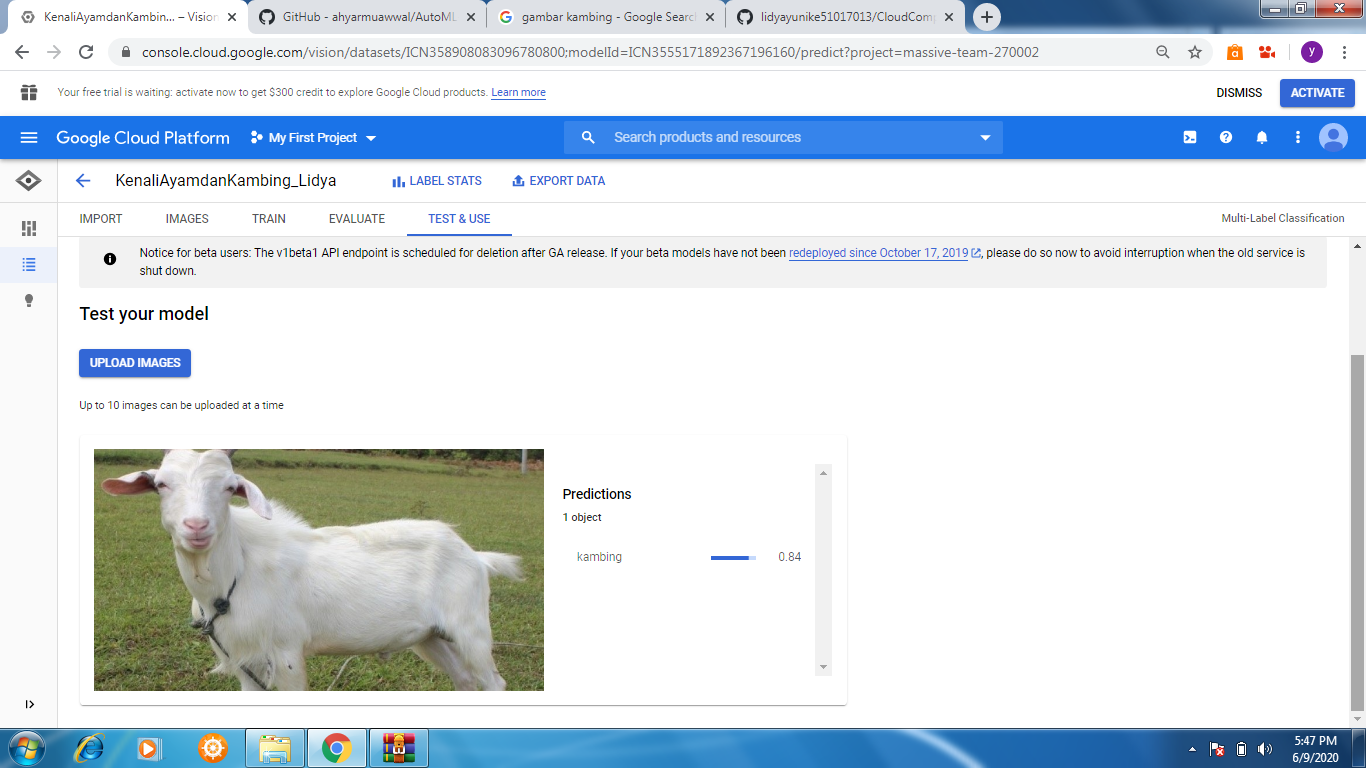 KenaliAyamdanKambin... – Vision
GitHub - ahyarmuawwal/AutoML
gambar kambing - Google Search
lidyayunike51017013/CloudComp
console.cloud.google.com/vision/datasets/ICN358908083096780800;modelId=ICN3555171892367196160/predict?project=massive-team-270002
y
Your free trial is waiting: activate now to get $300 credit to explore Google Cloud products. Learn more
DISMISS
ACTIVATE
Google Cloud Platform
My First Project
Search products and resources
KenaliAyamdanKambing_Lidya
LABEL STATS
EXPORT DATA
IMPORT
IMAGES
TRAIN
EVALUATE
TEST & USE
Multi-Label Classification
Notice for beta users: The v1beta1 API endpoint is scheduled for deletion after GA release. If your beta models have not been redeployed since October 17, 2019, please do so now to avoid interruption when the old service is
shut down.
Test your model
UPLOAD IMAGES
Up to 10 images can be uploaded at a time
Predictions
1 object
kambing
0.84
5:47 PM
6/9/2020